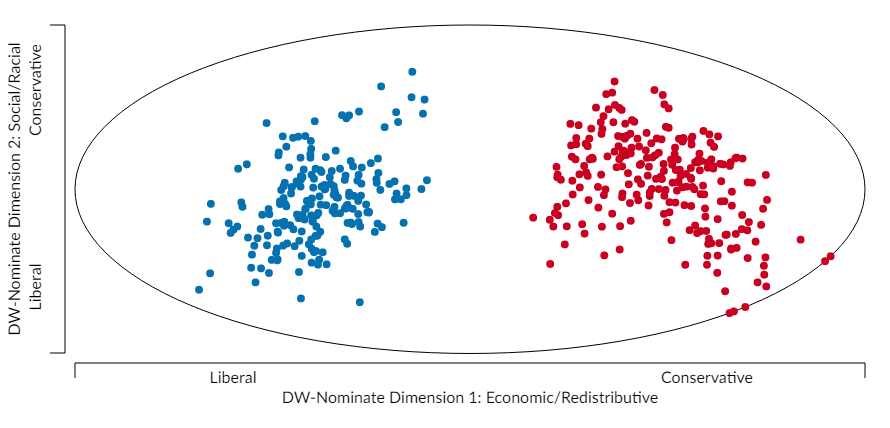 DW-Nominate Dimension 2: Social/Racial
Conservative
Liberal
Liberal
Conservative
DW-Nominate Dimension 1: Economic/Redistributive